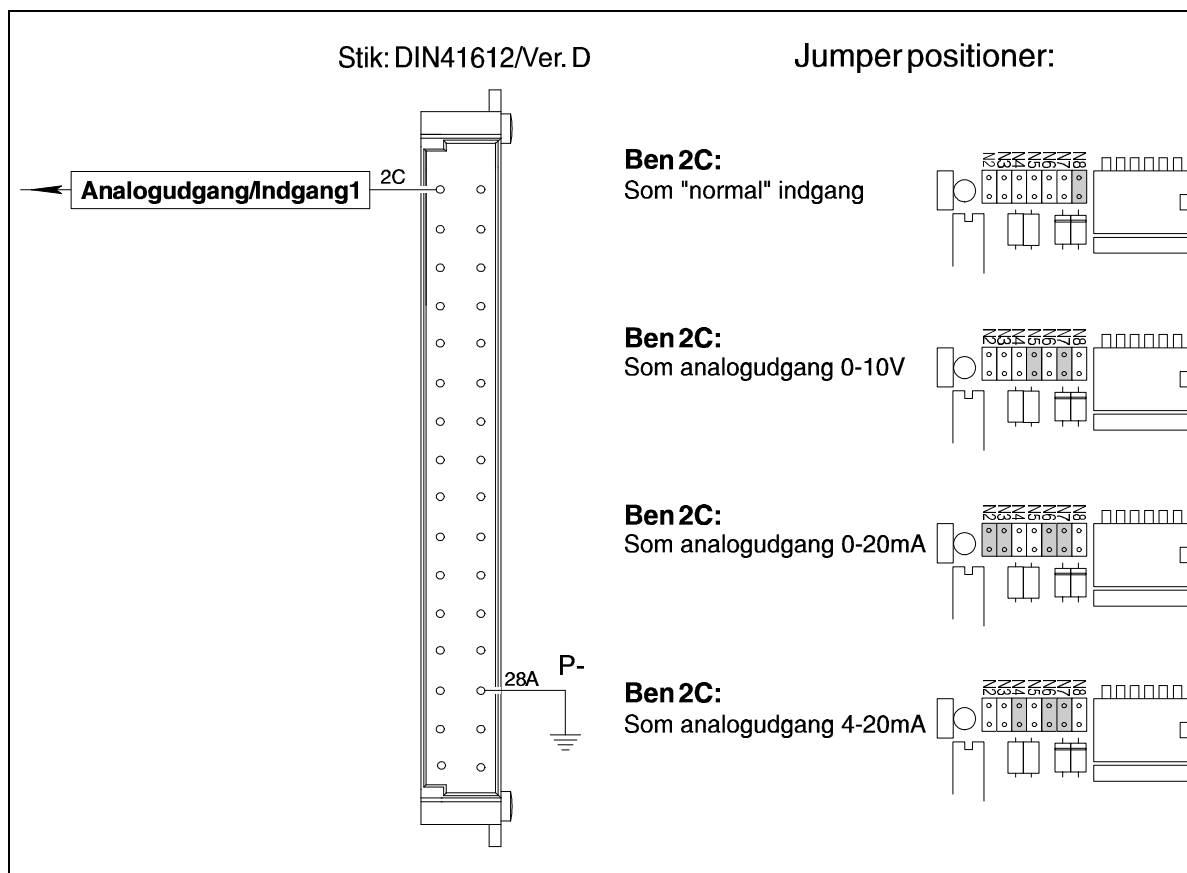 Stik: DIN41612/Ver. D
Jumper positioner:
Analogudgang/Indgang1
2C
28A
P-
Ben 2C:
Som "normal" indgang
N2 N3 N4 N5 N6 N7 N8
Ben 2C:
Som analogudgang 0-10V
N2 N3 N4 N5 N6 N7 N8
Ben 2C:
Som analogudgang 0-20mA
N2 N3 N4 N5 N6 N7 N8
Ben 2C:
Som analogudgang 4-20mA
N2 N3 N4 N5 N6 N7 N8